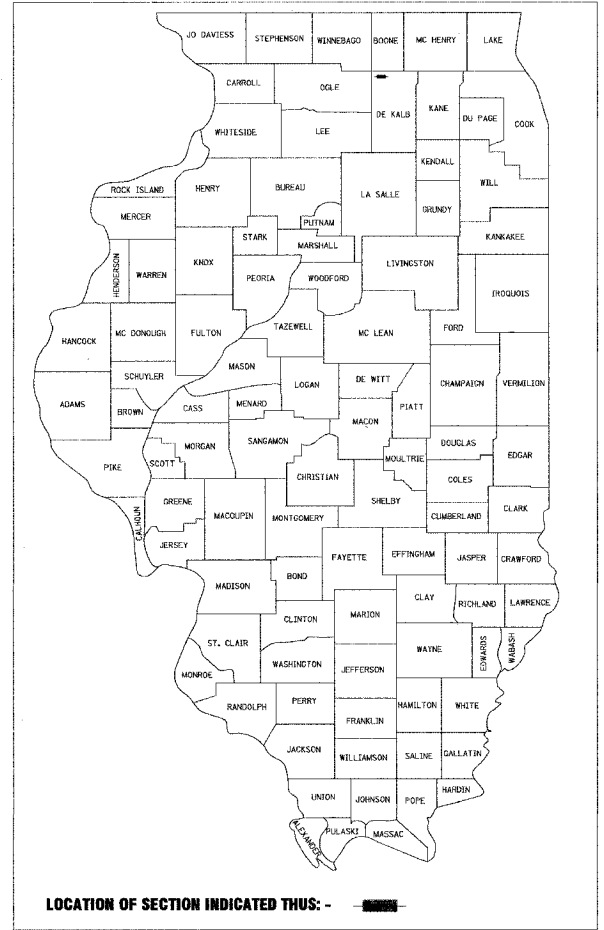 JO DAVIESS STEPHENSON WINNEBAGO BOONE MC HENRY LAKE
CARROLL OGLE DE KALB KANE DU PAGE COOK
WHITESIDE LEE
KENDALL
ROCK ISLAND HENRY BUREAU LA SALLE GRUNDY WILL
MERCER PUTNAM
STARK MARSHALL KANKAKEE
HENDERSON WARREN KNOX PEORIA WOODFORD LIVINGSTON
IROQUOIS
HANCOCK MC DONOUGH FULTON TAZEWELL MC LEAN FORD
MASON
SCHUYLER LOGAN DE WITT CHAMPAIGN VERMILION
ADAMS BROWN CASS MENARD MACON PIATT
MORGAN SANGAMON DOUGLAS
PIKE SCOTT CHRISTIAN MOULTRIE COLES EDGAR
GREENE MACOUPIN MONTGOMERY SHELBY CUMBERLAND CLARK
CALHOUN JERSEY
FAYETTE EFFINGHAM JASPER CRAWFORD
MADISON BOND
CLINTON MARION CLAY RICHLAND LAWRENCE
ST. CLAIR WASHINGTON JEFFERSON WAYNE EDWARDS WABASH
MONROE
RANDOLPH PERRY FRANKLIN HAMILTON WHITE
JACKSON WILLIAMSON SALINE GALLATIN
UNION JOHNSON POPE HARDIN
ALEXANDER PULASKI MASSAC
LOCATION OF SECTION INDICATED THUS: -